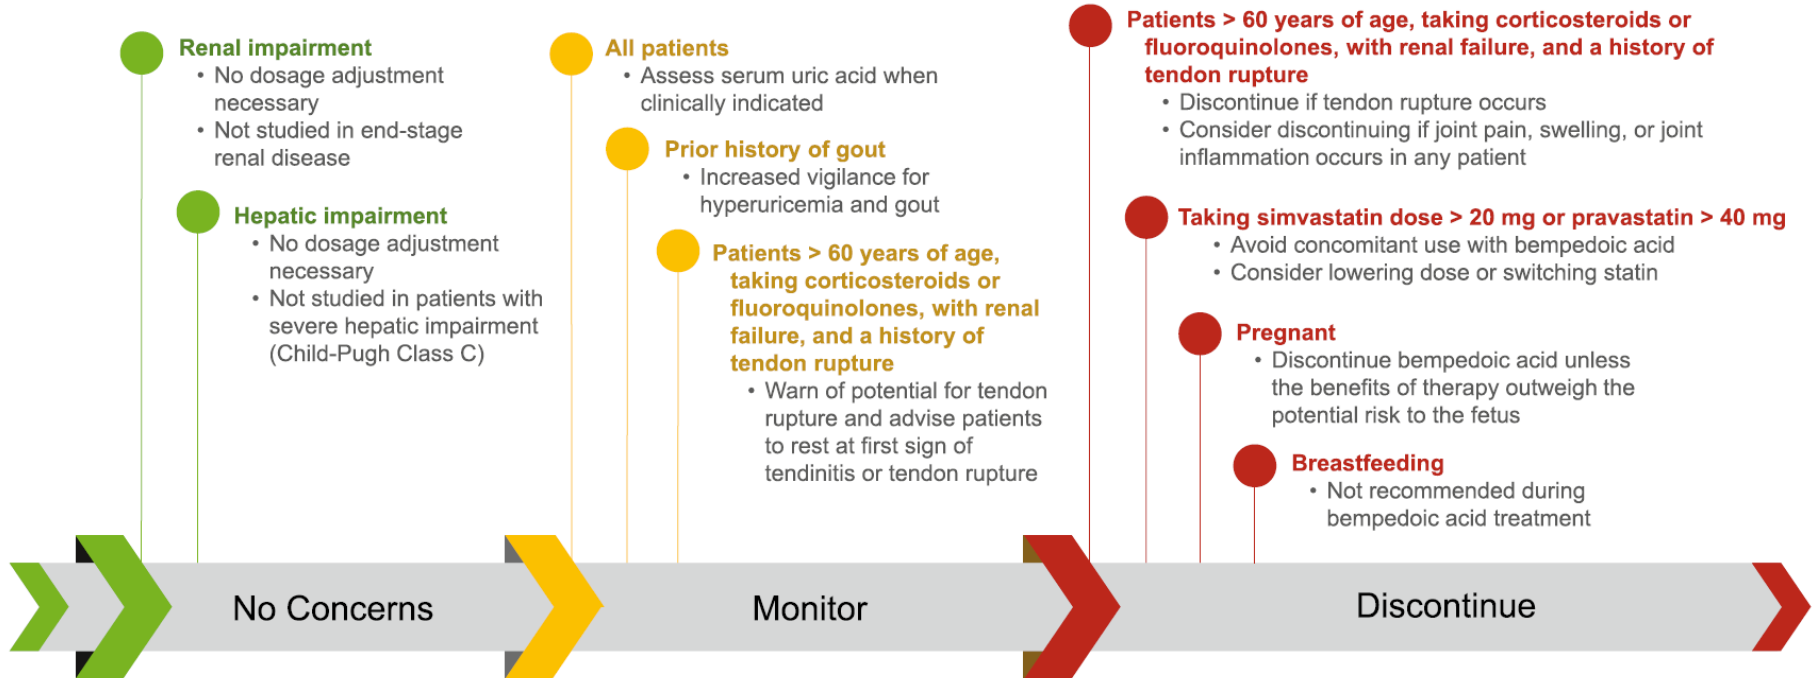 Renal impairment
• No dosage adjustment
necessary
• Not studied in end-stage
renal disease
Hepatic impairment
• No dosage adjustment
necessary
• Not studied in patients with
severe hepatic impairment
(Child-Pugh Class C)
All patients
• Assess serum uric acid when
clinically indicated
Prior history of gout
• Increased vigilance for
hyperuricemia and gout
Patients > 60 years of age,
taking corticosteroids or
fluoroquinolones, with renal
failure, and a history of
tendon rupture
• Warn of potential for tendon
rupture and advise patients
to rest at first sign of
tendinitis or tendon rupture
Patients > 60 years of age, taking corticosteroids or
fluoroquinolones, with renal failure, and a history of
tendon rupture
• Discontinue if tendon rupture occurs
• Consider discontinuing if joint pain, swelling, or joint
inflammation occurs in any patient
Taking simvastatin dose > 20 mg or pravastatin > 40 mg
• Avoid concomitant use with bempedoic acid
• Consider lowering dose or switching statin
Pregnant
• Discontinue bempedoic acid unless
the benefits of therapy outweigh the
potential risk to the fetus
Breastfeeding
• Not recommended during
bempedoic acid treatment
No Concerns
Monitor
Discontinue